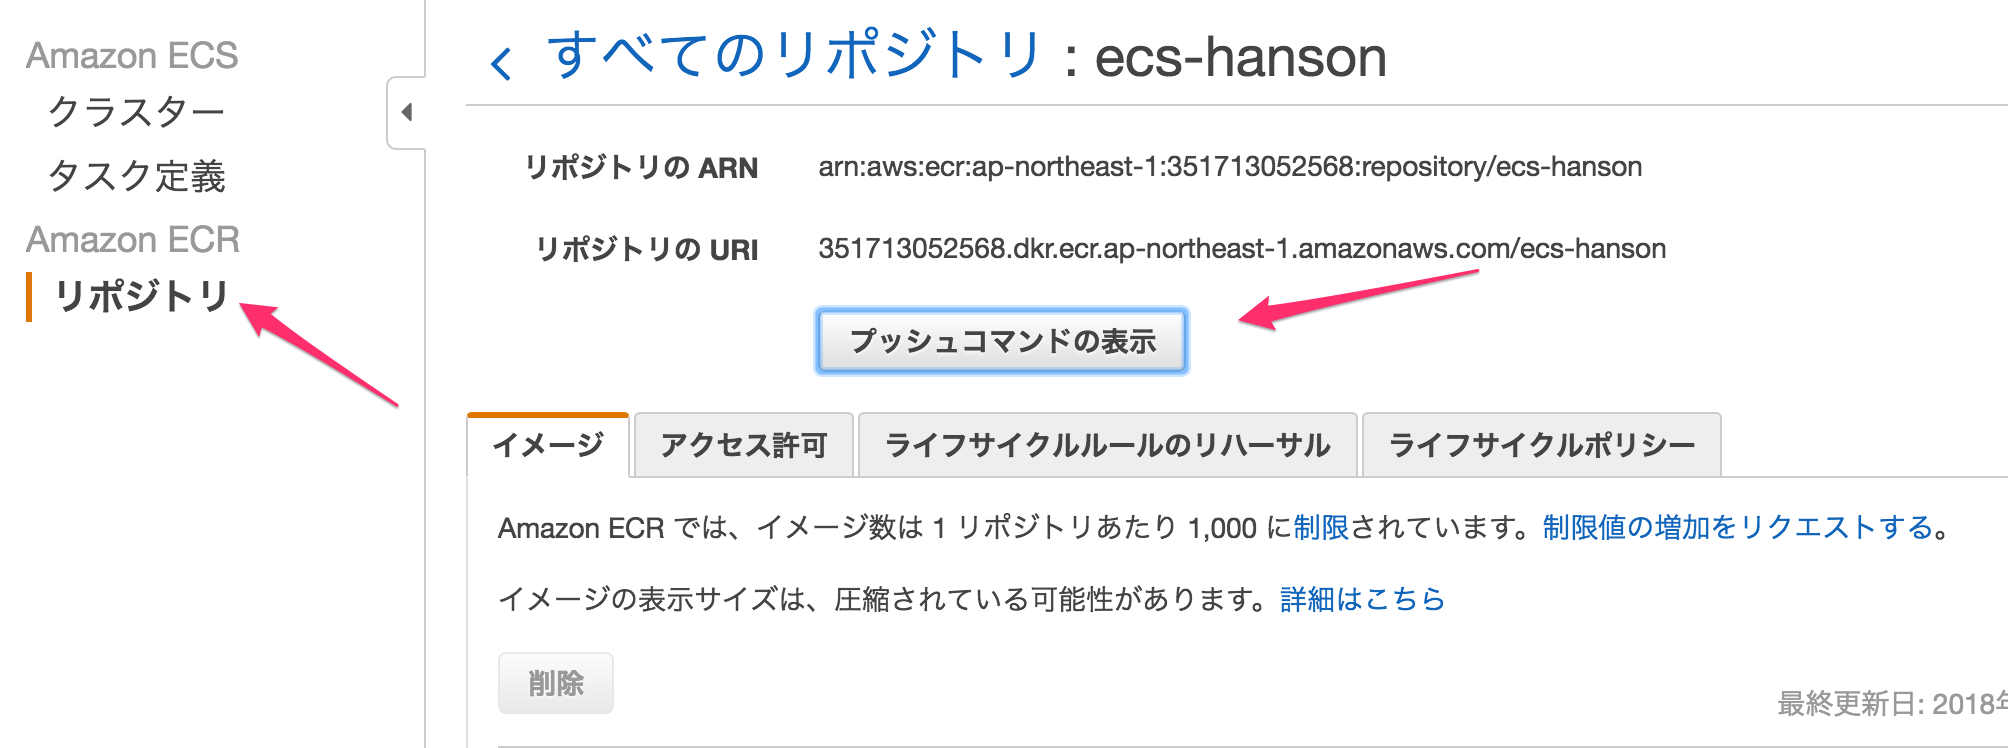 Amazon ECS
クラスター
タスク定義
Amazon ECR
リポジトリ
すべてのリポジトリ : ecs-hanson
リポジトリの ARN arn:aws:ecr:ap-northeast-1:351713052568:repository/ecs-hanson
リポジトリの URI 351713052568.dkr.ecr.ap-northeast-1.amazonaws.com/ecs-hanson
プッシュコマンドの表示
イメージ アクセス許可 ライフサイクルルールのリハーサル ライフサイクルポリシー
Amazon ECR では、イメージ数は 1 リポジトリあたり 1,000 に制限されています。制限値の増加をリクエストする。
イメージの表示サイズは、圧縮されている可能性があります。詳細はこちら
削除
最終更新日: 2018年